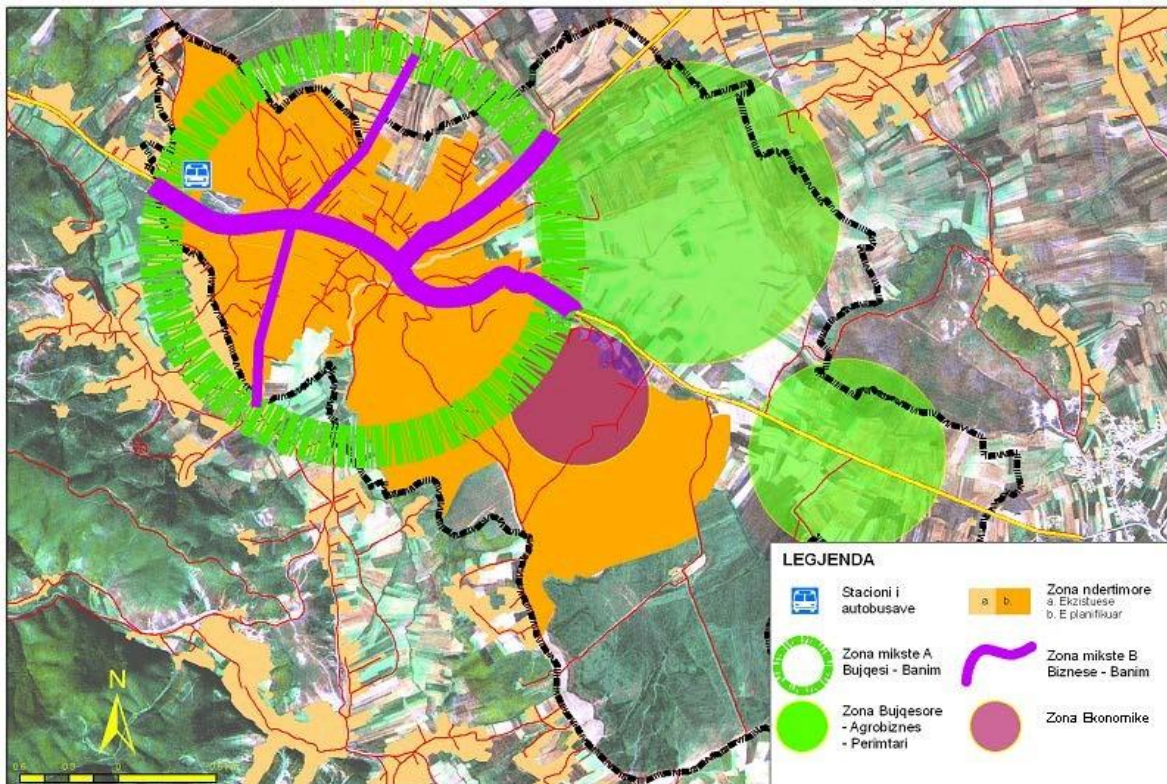 LEGJENDA
Stacioni i
autobusave
a
b.
Zona ndertimore
a. Ekzistuese
b. E planifikuar
Zona mikste A
Bujqesi - Banim
Zona mikste B
Biznese - Banim
Zona Bujqesore
- Agrobiznes
- Perimtari
Zona Ekonomike
N